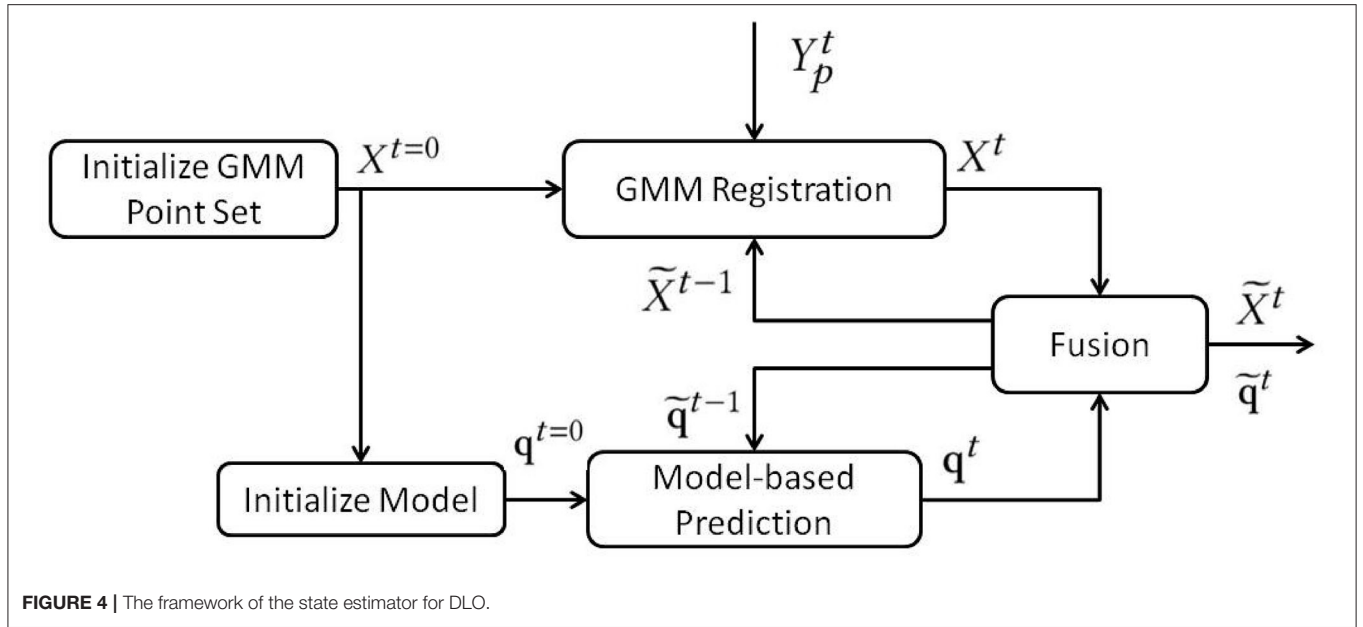 Y_p^t
Initialize GMM
Point Set
X^{t=0}
GMM Registration
X^t
X̃^{t−1}
Fusion
X̃^t
q̃^t
q̃^{t−1}
Initialize Model
q^{t=0}
Model-based
Prediction
q^t
FIGURE 4 | The framework of the state estimator for DLO.